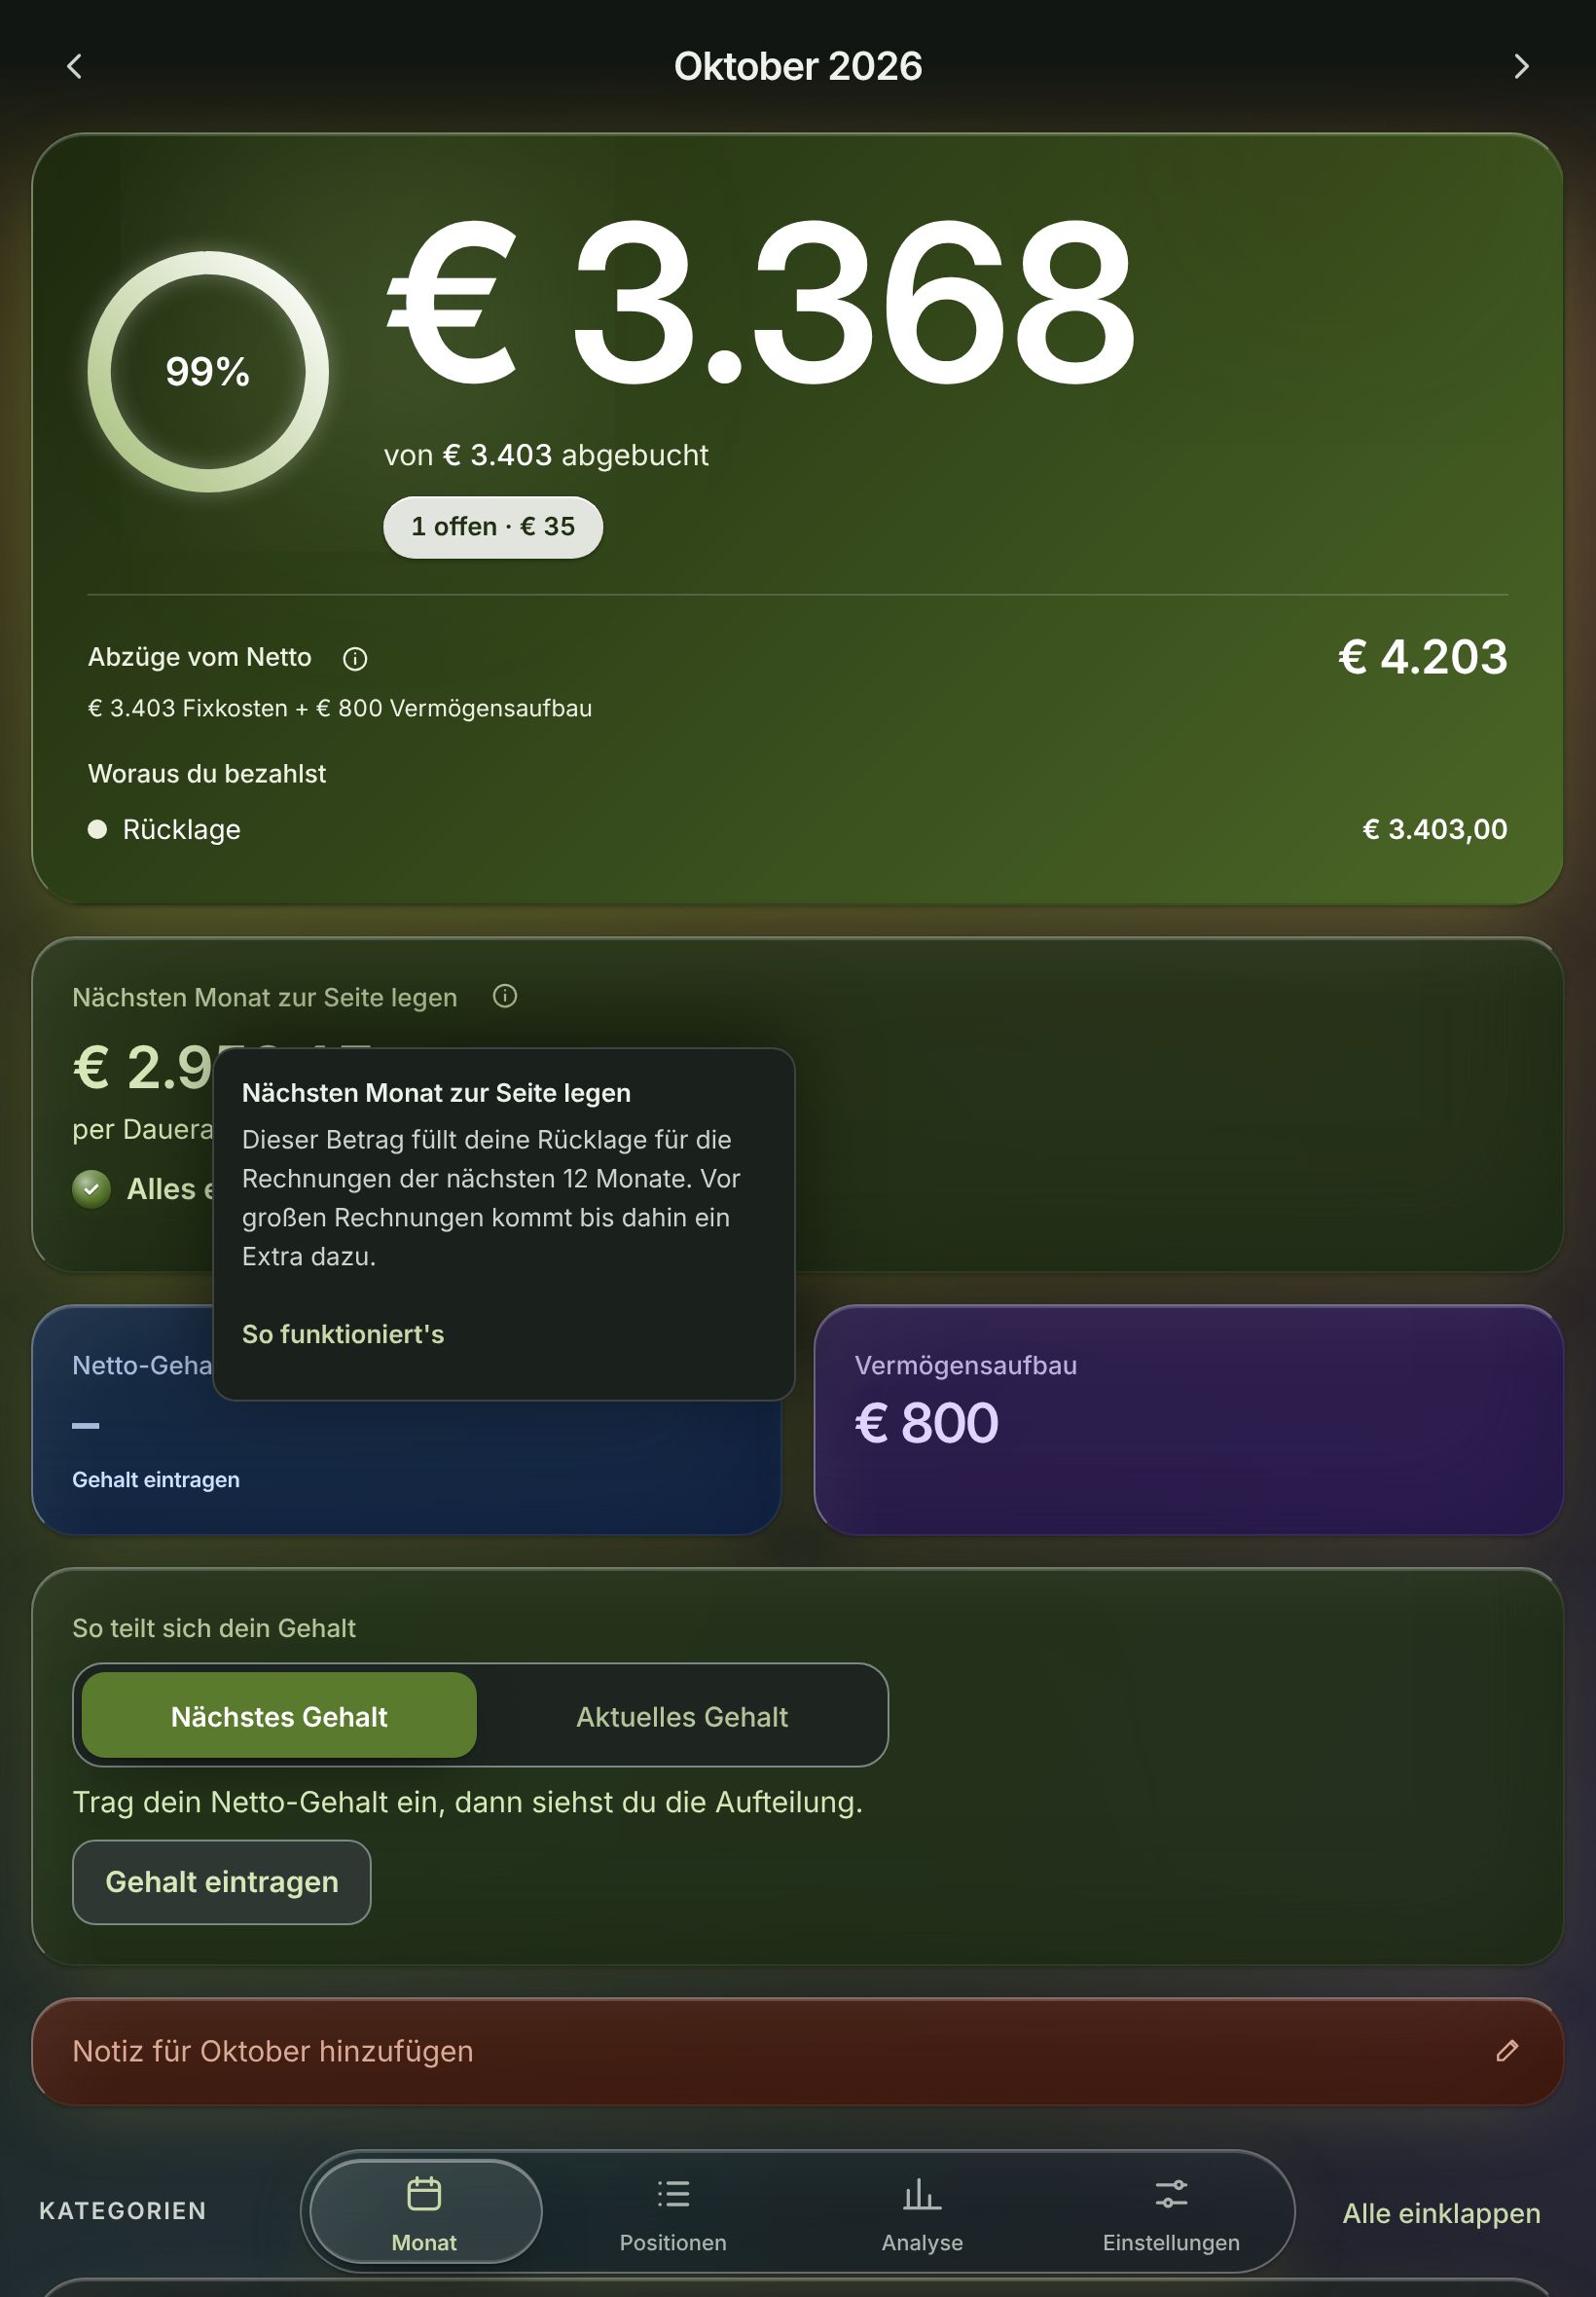 Oktober 2026
99%
€ 3.368
von € 3.403 abgebucht
1 offen · € 35
Abzüge vom Netto
€ 4.203
€ 3.403 Fixkosten + € 800 Vermögensaufbau
Woraus du bezahlst
Rücklage
€ 3.403,00
Nächsten Monat zur Seite legen
per
Alles
Nächsten Monat zur Seite legen
Dieser Betrag füllt deine Rücklage für die
Rechnungen der nächsten 12 Monate. Vor
großen Rechnungen kommt bis dahin ein
Extra dazu.
So funktioniert's
Vermögensaufbau
–
€ 800
Gehalt eintragen
So teilt sich dein Gehalt
Nächstes Gehalt
Aktuelles Gehalt
Trag dein Netto-Gehalt ein, dann siehst du die Aufteilung.
Gehalt eintragen
Notiz für Oktober hinzufügen
KATEGORIEN
Monat
Positionen
Analyse
Einstellungen
Alle einklappen